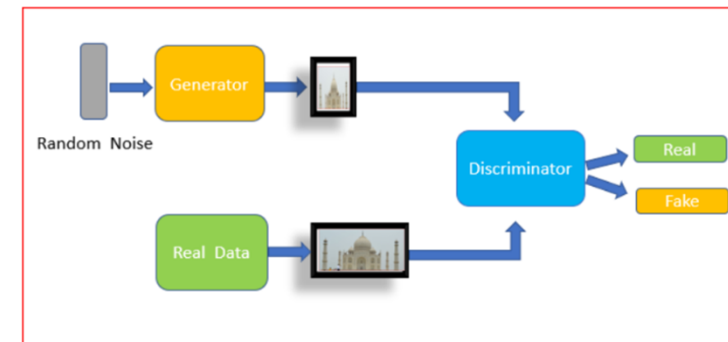 Generator
Random Noise
Real
Discriminator
Fake
Real Data